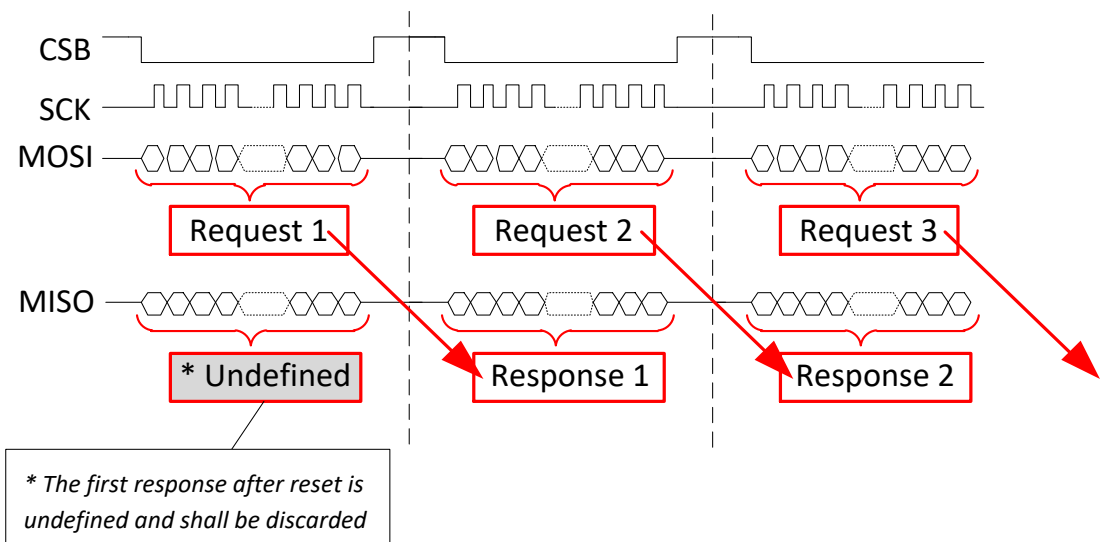 CSB
SCK
MOSI
Request 1
Request 2
Request 3
MISO
* Undefined
Response 1
Response 2
* The first response after reset is
undefined and shall be discarded